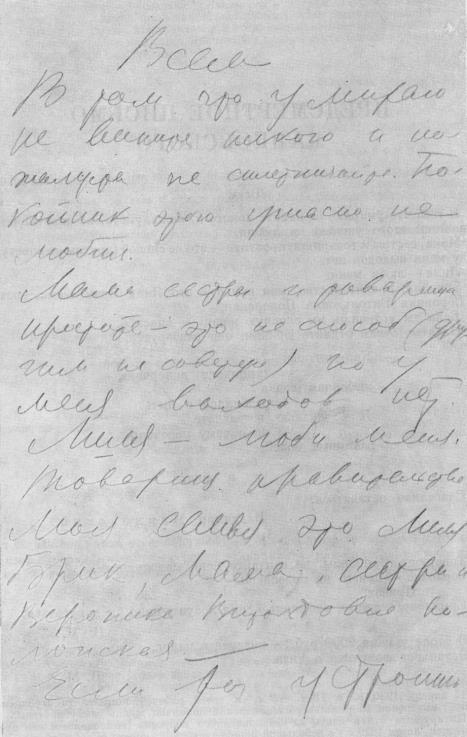 Всем
В том что умираю
не вините никого и по-
жалуйста не сплетничайте. По-
койник этого ужасно не
любил.
Мама сестры и товарищи
простите – это не способ (дру-
гим не советую) но у
меня выходов нет.
Лиля – люби меня.
Товарищ правительство
моя семья это Лиля
Брик, Мама, сестры и
Вероника Витольдовна По-
лонская.
Если ты устроишь